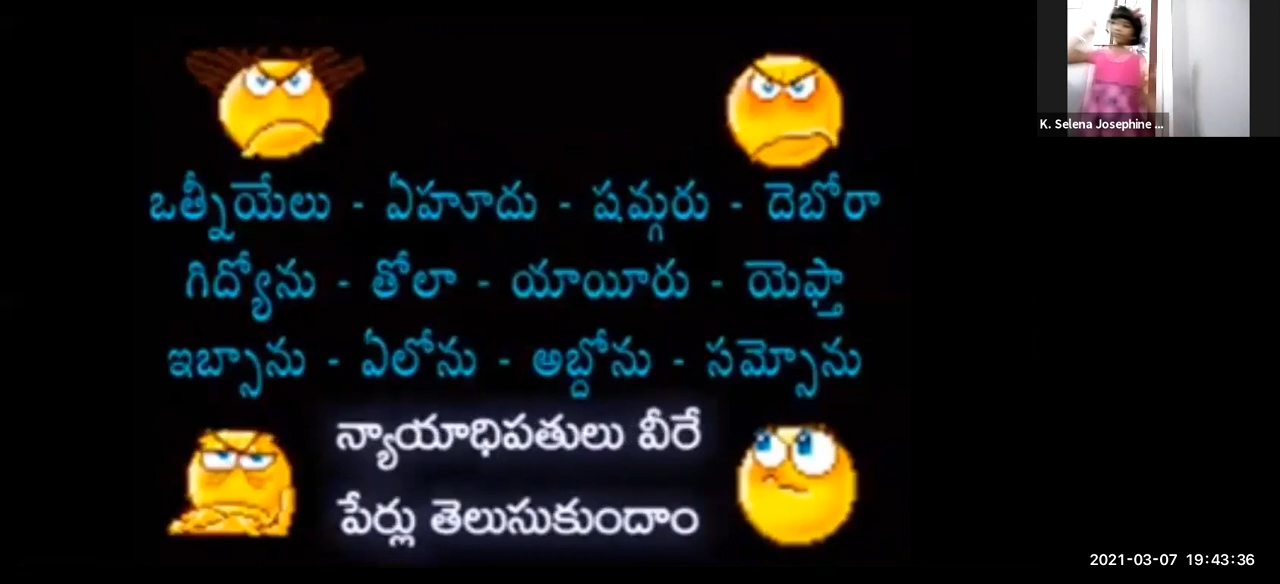 K. Selena Josephine ...
ఒత్నీయేలు - ఏహూదు - షమ్గరు - దెబోరా
గిద్యోను - తోలా - యాయీరు - యెఫ్తా
ఇబ్సాను - ఏలోను - అబ్దోను - సమ్సోను
న్యాయాధిపతులు వీరే
పేర్లు తెలుసుకుందాం
2021-03-07 19:43:36